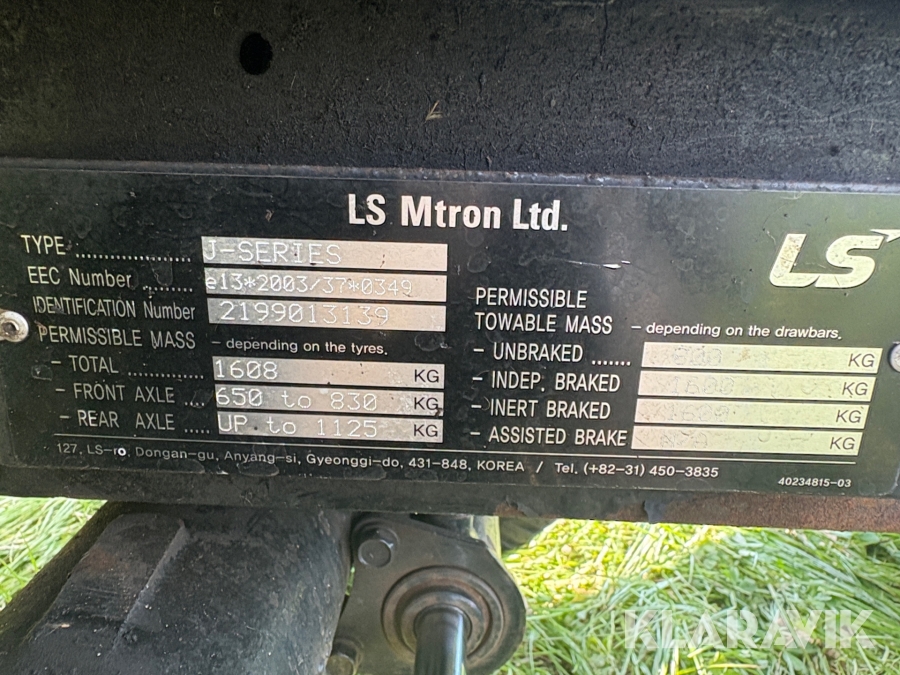 LS Mtron Ltd.
LS
TYPE .................... J-SERIES
EEC Number ......... e13*2003/37*0349
IDENTIFICATION Number 2199013139
PERMISSIBLE MASS - depending on the tyres.
- TOTAL ............. 1608 KG
- FRONT AXLE .... 650 to 830 KG
- REAR AXLE ..... UP to 1125 KG
PERMISSIBLE
TOWABLE MASS - depending on the drawbars.
- UNBRAKED ....... KG
- INDEP. BRAKED 1600 KG
- INERT BRAKED KG
- ASSISTED BRAKE KG
127, LS-ro, Dongan-gu, Anyang-si, Gyeonggi-do, 431-848, KOREA / Tel. (+82-31) 450-3835
40234815-03
KLARAVIK